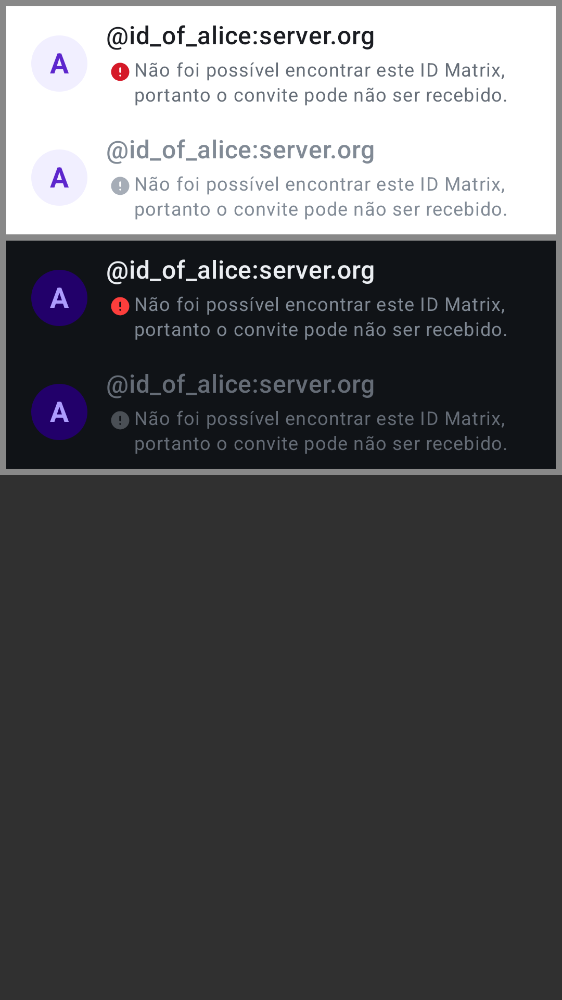 @id_of_alice:server.org
A
Não foi possível encontrar este ID Matrix,
portanto o convite pode não ser recebido.
@id_of_alice:server.org
A
Não foi possível encontrar este ID Matrix,
portanto o convite pode não ser recebido.
@id_of_alice:server.org
A
Não foi possível encontrar este ID Matrix,
portanto o convite pode não ser recebido.
@id_of_alice:server.org
A
Não foi possível encontrar este ID Matrix,
portanto o convite pode não ser recebido.